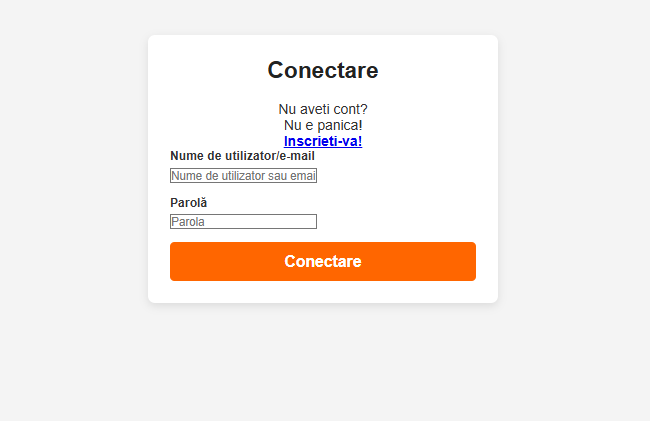 Conectare
Nu aveti cont?
Nu e panica!
Inscrieti-va!
Nume de utilizator/e-mail
Nume de utilizator sau emai
Parolă
Parola
Conectare